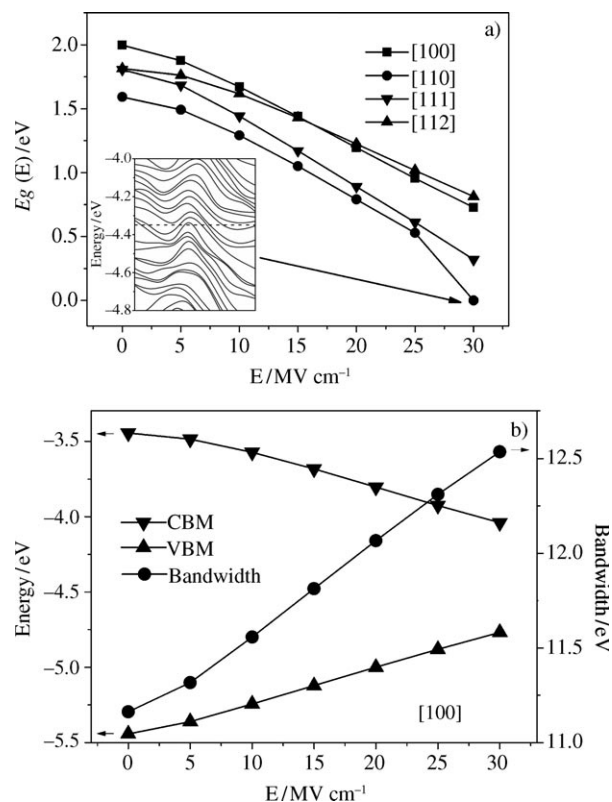 a)
2.0
1.5
1.0
0.5
0.0
Eg (E) /eV
[100]
[110]
[111]
[112]
−4.0
−4.2
−4.4
−4.6
−4.8
Energy/eV
0 5 10 15 20 25 30
E/MV cm⁻¹
b)
−3.5
−4.0
−4.5
−5.0
−5.5
Energy/eV
CBM
VBM
Bandwidth
12.5
12.0
11.5
11.0
Bandwidth/eV
[100]
0 5 10 15 20 25 30
E/MV cm⁻¹